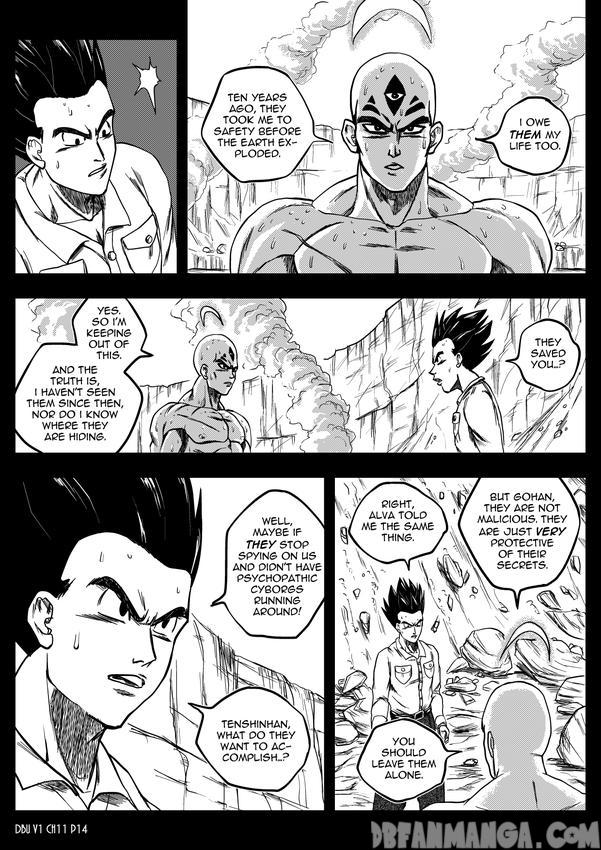 TEN YEARS
AGO, THEY
TOOK ME TO
SAFETY BEFORE
THE EARTH EX-
PLODED.
I OWE
THEM MY
LIFE TOO.
YES.
SO I'M
KEEPING
OUT OF
THIS.
AND THE
TRUTH IS,
I HAVEN'T SEEN
THEM SINCE THEN,
NOR DO I KNOW
WHERE THEY
ARE HIDING.
THEY
SAVED
YOU..?
WELL,
MAYBE IF
THEY STOP
SPYING ON US
AND DIDN'T HAVE
PSYCHOPATHIC
CYBORGS
RUNNING
AROUND!
TENSHINHAN,
WHAT DO THEY
WANT TO AC-
COMPLISH..?
RIGHT,
ALVA TOLD
ME THE SAME
THING.
BUT GOHAN,
THEY ARE NOT
MALICIOUS. THEY
ARE JUST VERY
PROTECTIVE
OF THEIR
SECRETS.
YOU
SHOULD
LEAVE THEM
ALONE.
DBU V1 CH11 P14
DBFANMANGA.COM